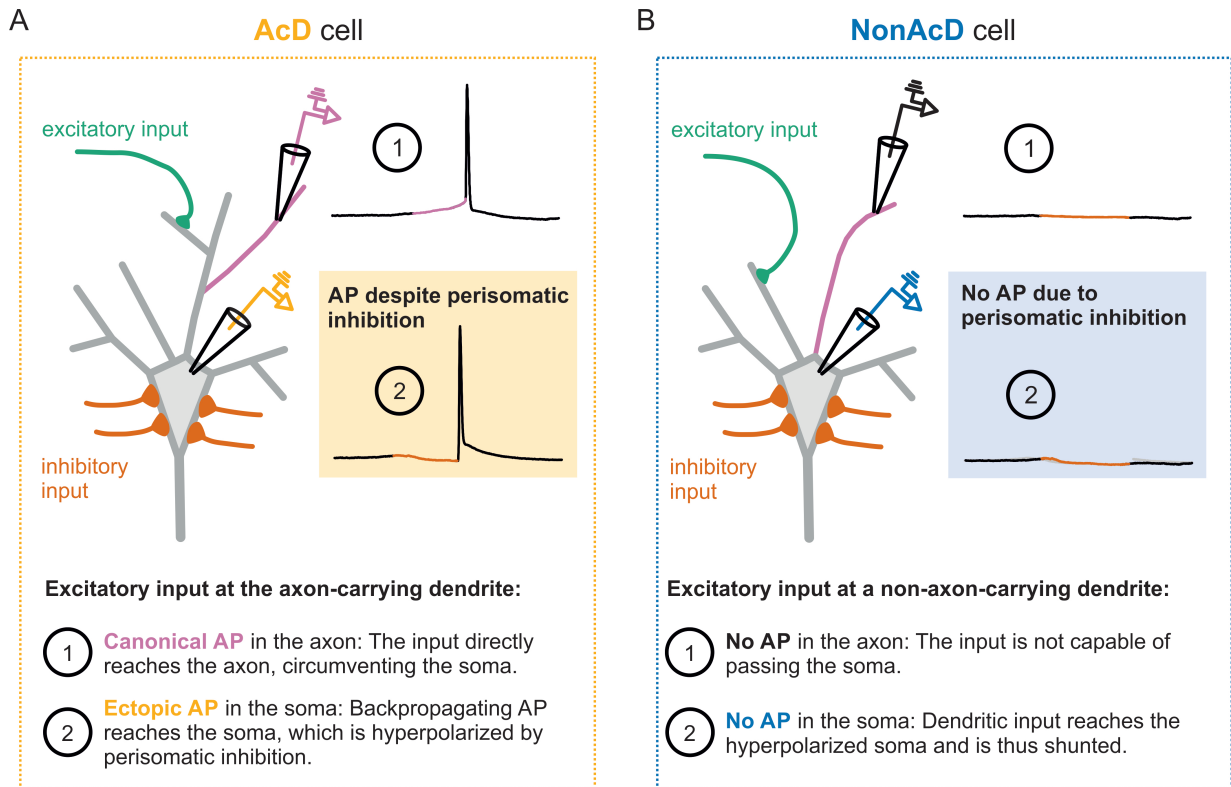 A
AcD cell
excitatory input
1
AP despite perisomatic
inhibition
2
inhibitory
input
Excitatory input at the axon-carrying dendrite:
1
Canonical AP in the axon: The input directly
reaches the axon, circumventing the soma.
2
Ectopic AP in the soma: Backpropagating AP
reaches the soma, which is hyperpolarized by
perisomatic inhibition.
B
NonAcD cell
excitatory input
1
No AP due to
perisomatic inhibition
2
inhibitory
input
Excitatory input at a non-axon-carrying dendrite:
1
No AP in the axon: The input is not capable of
passing the soma.
2
No AP in the soma: Dendritic input reaches the
hyperpolarized soma and is thus shunted.